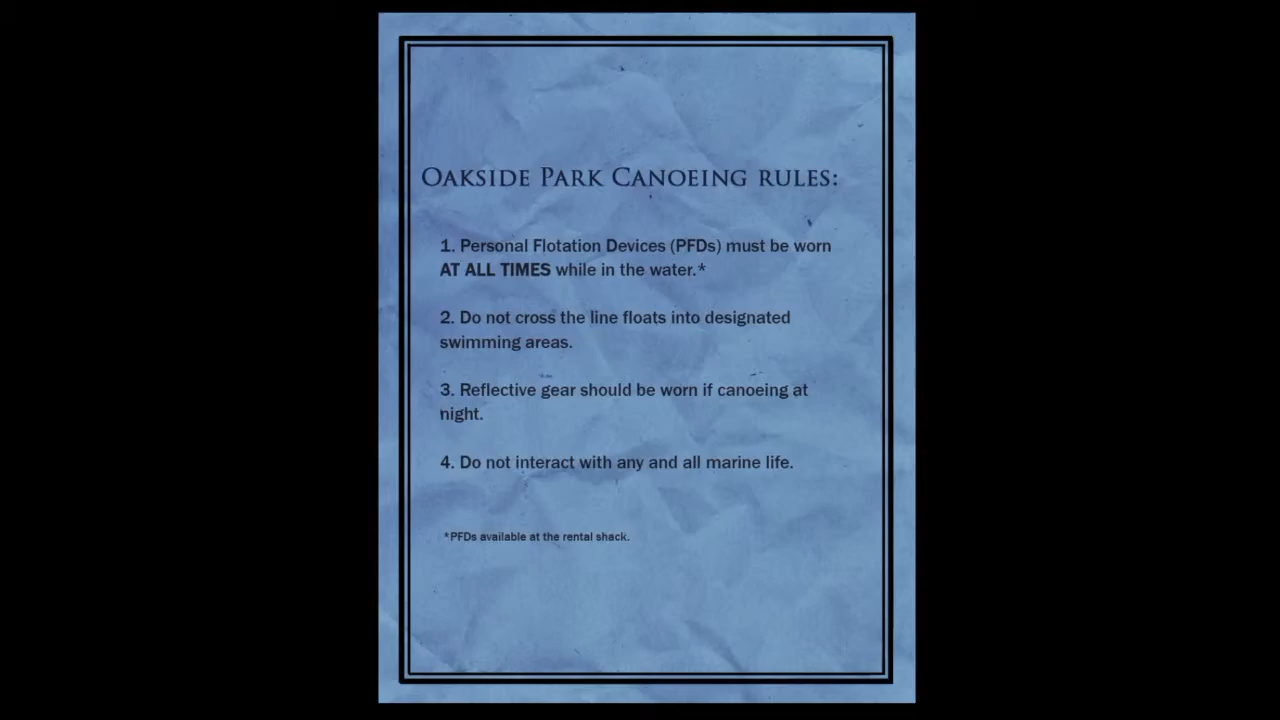 Oakside Park Canoeing rules:
1. Personal Flotation Devices (PFDs) must be worn
AT ALL TIMES while in the water.*
2. Do not cross the line floats into designated
swimming areas.
3. Reflective gear should be worn if canoeing at
night.
4. Do not interact with any and all marine life.
*PFDs available at the rental shack.